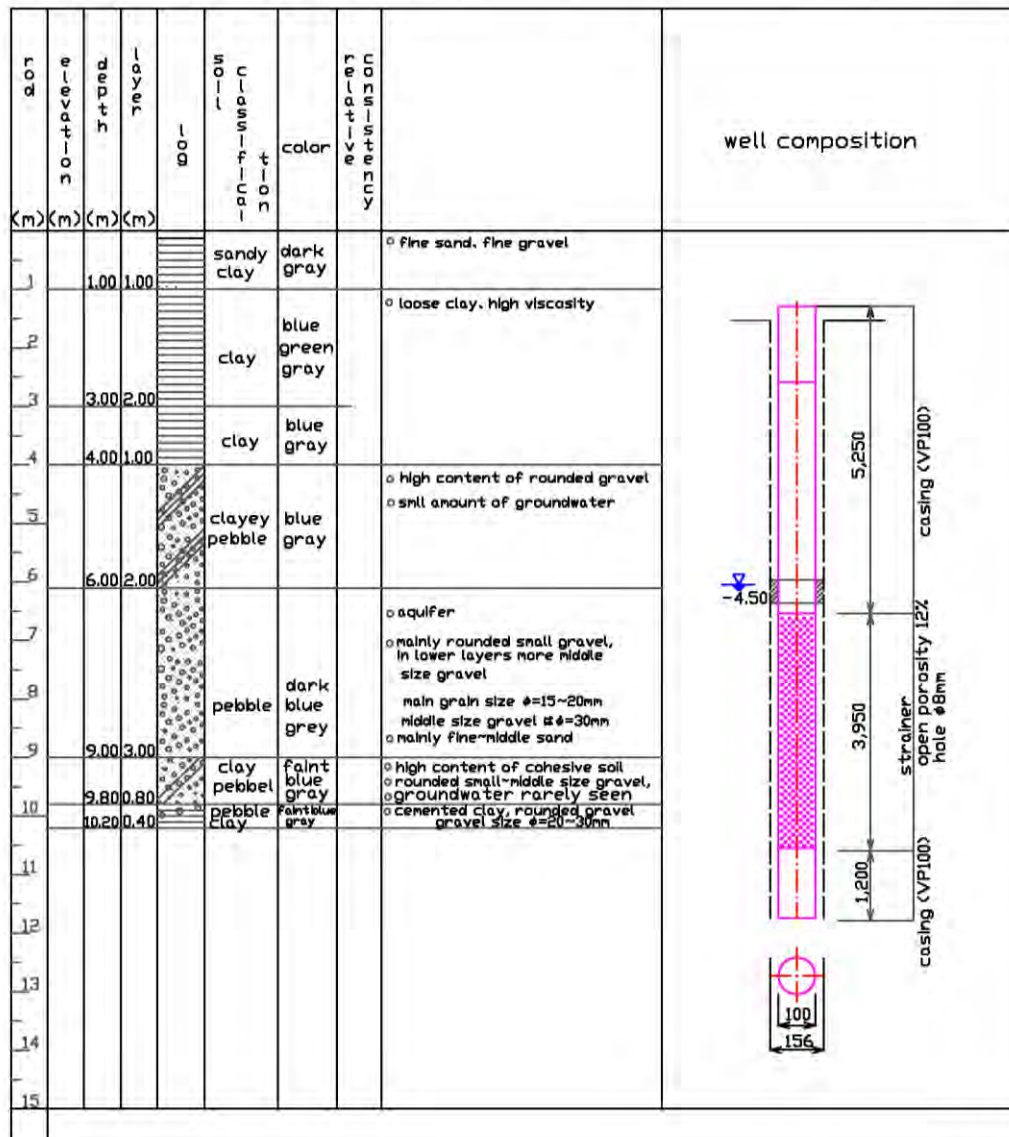 rod
(m)
elevation
(m)
depth
(m)
layer
(m)
log
soil
classifical
tion
color
relative
consistency
well composition
1
2
3
4
5
6
7
8
9
10
11
12
13
14
15
1.00 1.00
sandy
clay
dark
gray
fine sand. fine gravel
3.00 2.00
clay
blue
green
gray
loose clay. high viscosity
4.00 1.00
clay
blue
gray
6.00 2.00
clayey
pebble
blue
gray
high content of rounded gravel
smll amount of groundwater
9.00 3.00
pebble
dark
blue
grey
aquifer
mainly rounded small gravel,
in lower layers more middle
size gravel
main grain size ϕ=15~20mm
middle size gravel はϕ=30mm
mainly fine~middle sand
9.80 0.80
clay
pebbel
faint
blue
gray
high content of cohesive soil
rounded small~middle size gravel,
groundwater rarely seen
10.20 0.40
pebble
clay
faintblue
gray
cemented clay, rounded gravel
gravel size ϕ=20~30mm
5,250
casing (VP100)
-4.50
3,950
strainer
open porosity 12%
hole ϕ8mm
1,200
casing (VP100)
100
156